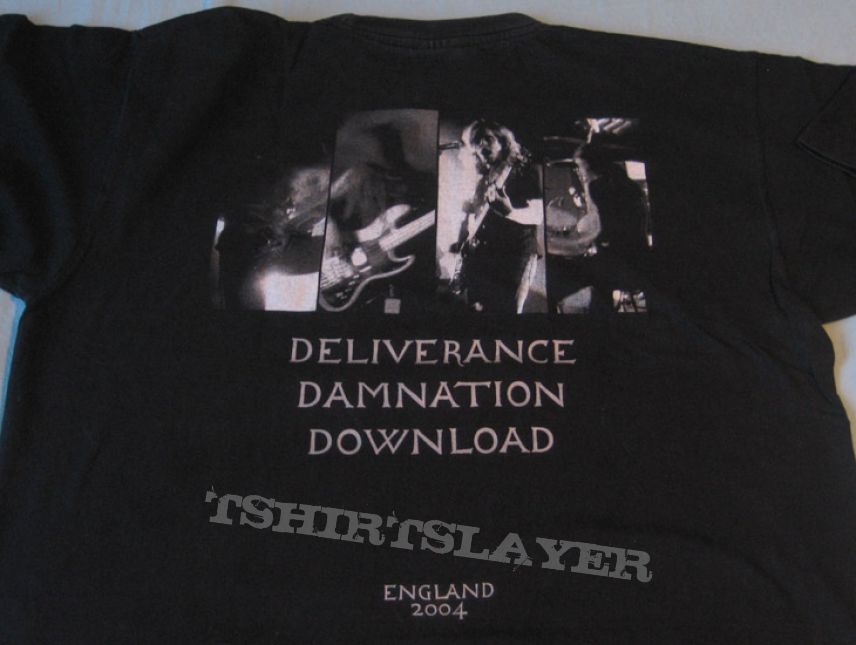 DELIVERANCE
DAMNATION
DOWNLOAD
TSHIRTSLAYER
ENGLAND
2004